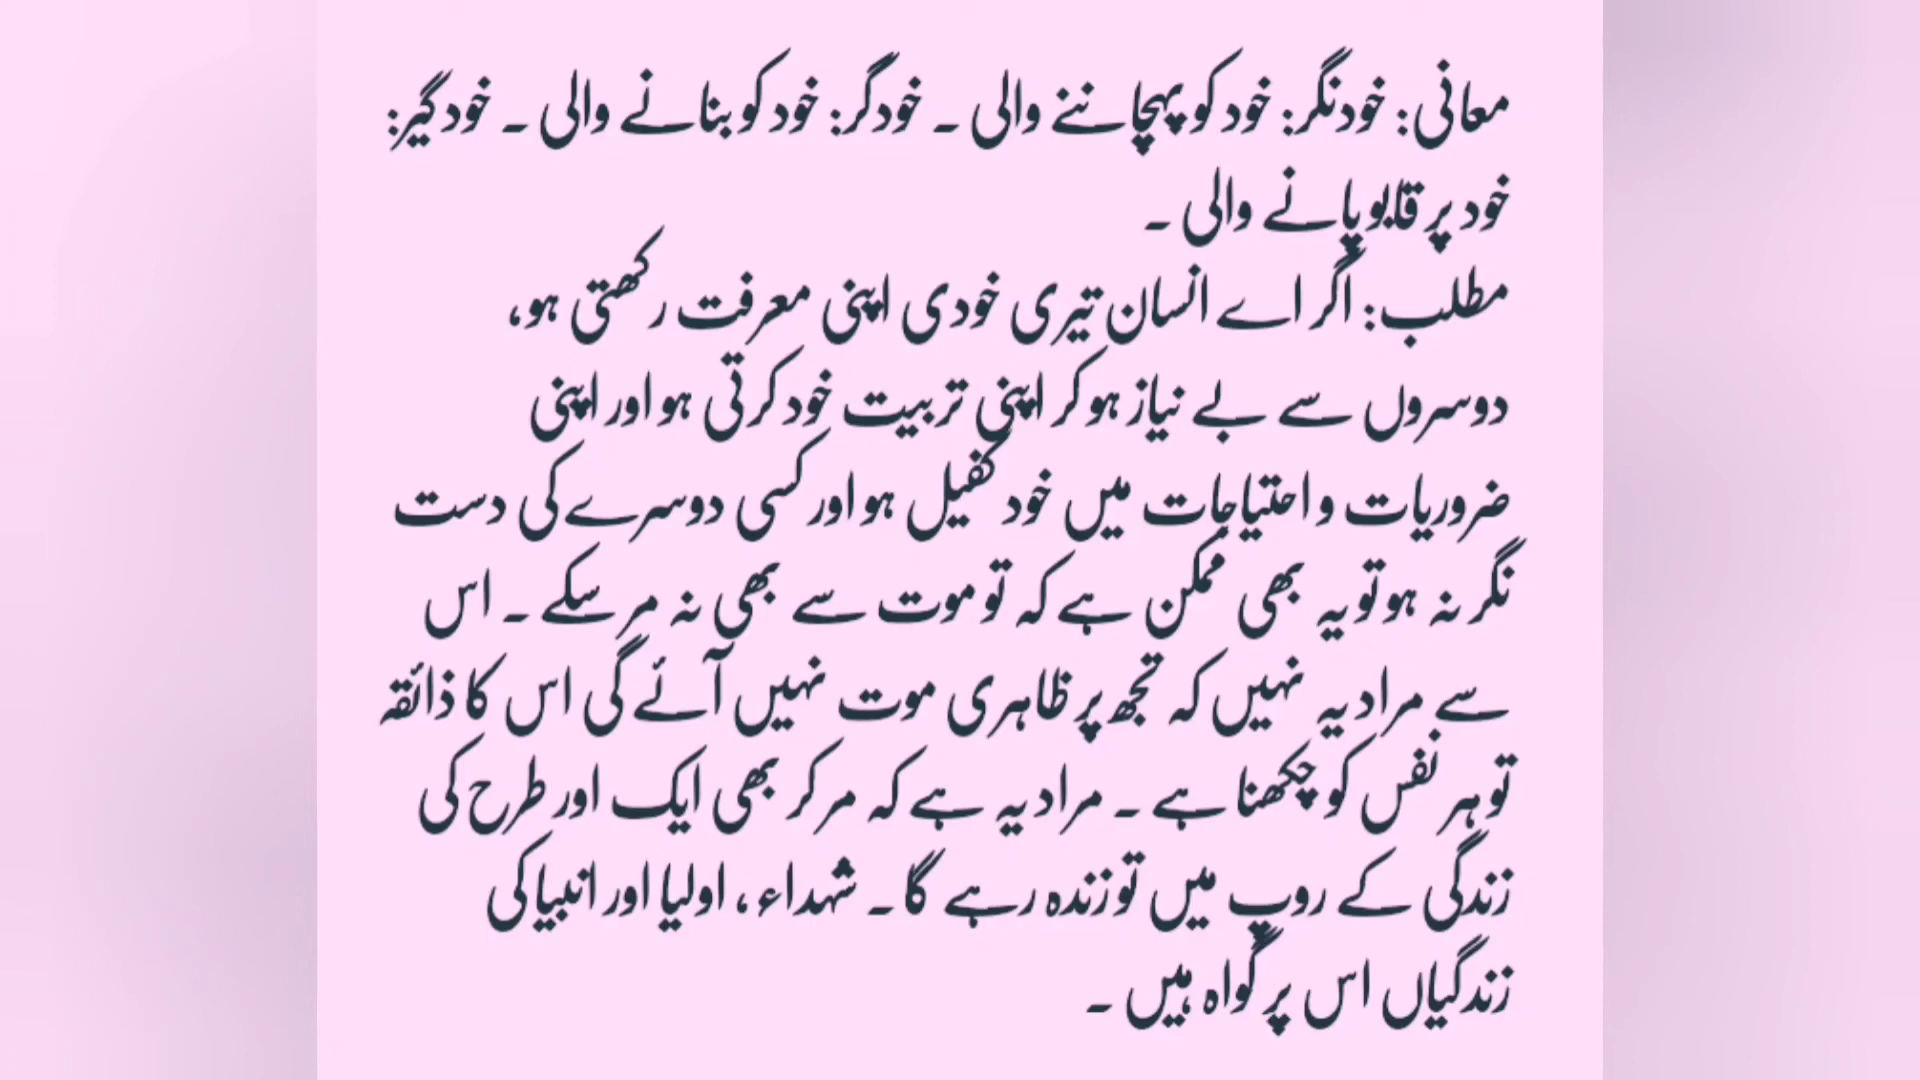 معانی: خودنگر: خود کو پہچاننے والی ۔ خودگر: خود کو بنانے والی ۔ خودگیر:
خود پر قابو پانے والی ۔
مطلب: اگر اے انسان تیری خودی اپنی معرفت رکھتی ہو،
دوسروں سے بے نیاز ہو کر اپنی تربیت خود کرتی ہو اور اپنی
ضروریات و احتیاجات میں خود کفیل ہو اور کسی دوسرے کی دست
نگر نہ ہو تو یہ بھی ممکن ہے کہ تو موت سے بھی نہ مر سکے ۔ اس
سے مراد یہ نہیں کہ تجھ پر ظاہری موت نہیں آئے گی اس کا ذائقہ
تو ہر نفس کو چکھنا ہے ۔ مراد یہ ہے کہ مر کر بھی ایک اور طرح کی
زندگی کے روپ میں تو زندہ رہے گا ۔ شہداء، اولیا اور انبیا کی
زندگیاں اس پر گواہ ہیں ۔